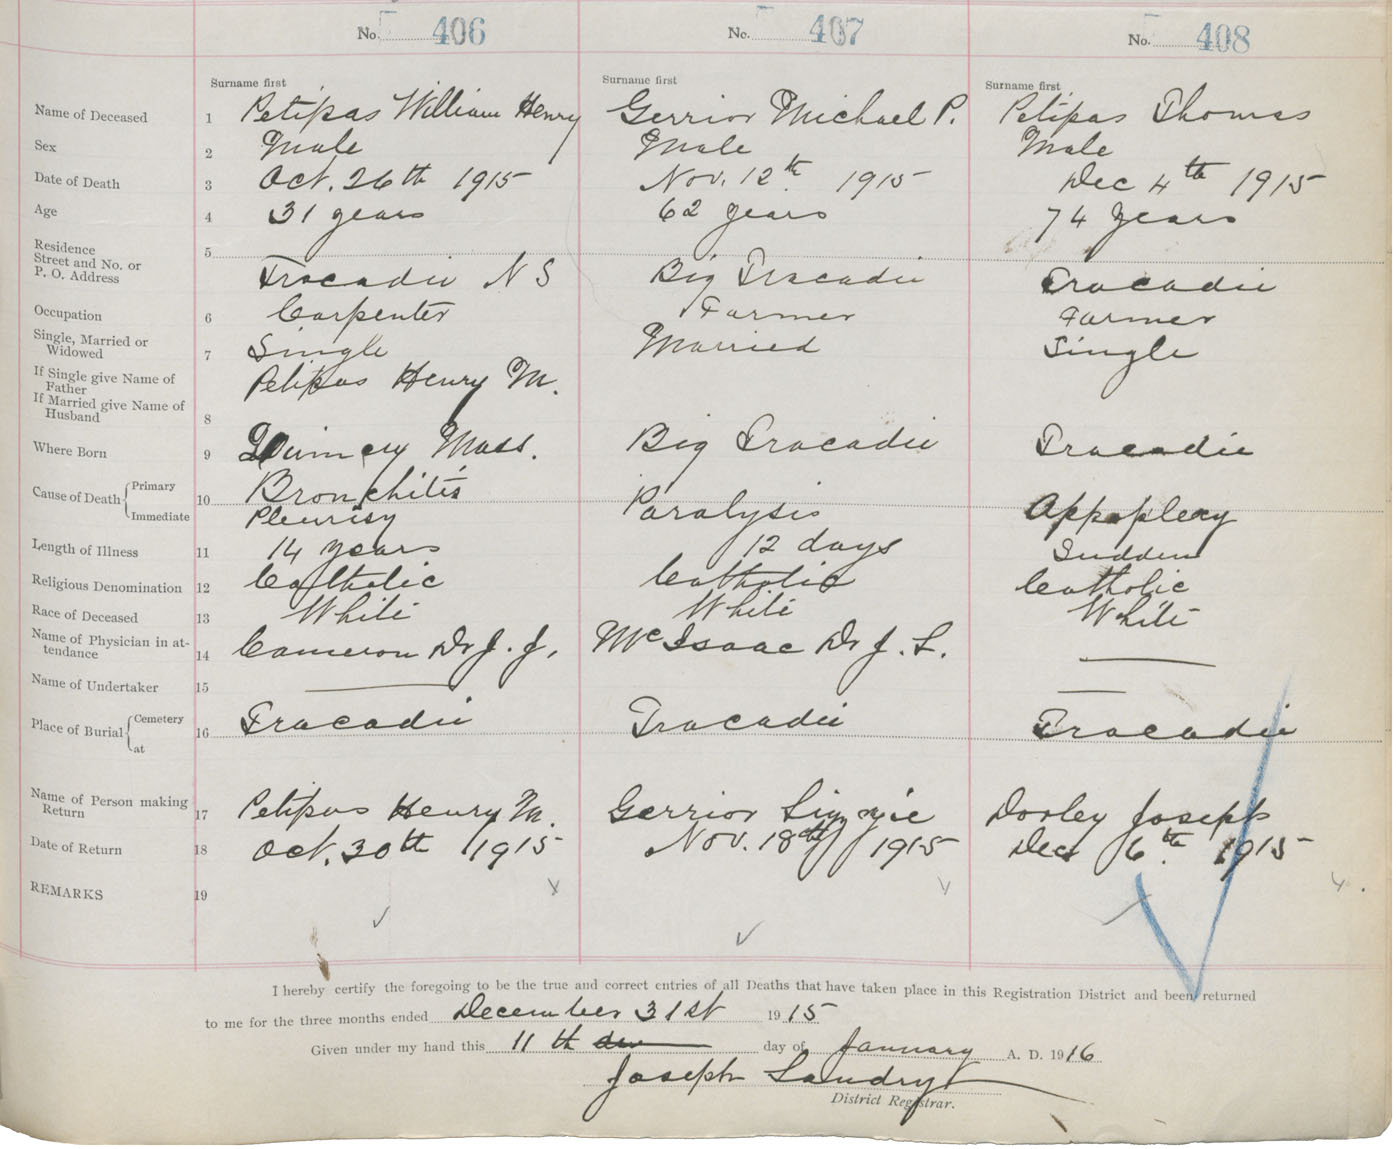 No. 406 No. 407 No. 408
Surname first Surname first Surname first
Name of Deceased 1 Petipas William Henry Gerrior Michael P. Petipas Thomas
Sex 2 Male Male Male
Date of Death 3 Oct. 26th 1915 Nov. 12th 1915 Dec 4th 1915
Age 4 31 years 62 years 74 years
Residence
Street and No. or 5
P. O. Address Tracadie N S Big Tracadie Tracadie
Occupation 6 Carpenter Farmer Farmer
Single, Married or
Widowed 7 Single Married Single
If Single give Name of
Father Petipas Henry M.
If Married give Name of
Husband 8
Where Born 9 Quincy Mass. Big Tracadie Tracadie
Cause of Death Primary 10 Bronchitis Paralysis Appoplexy
Immediate Pleurisy
Length of Illness 11 14 years 12 days Sudden
Religious Denomination 12 Catholic Catholic Catholic
Race of Deceased 13 White White White
Name of Physician in at-
tendance 14 Cameron Dr J. J. McIsaac Dr J. L. —
Name of Undertaker 15 — —
Place of Burial Cemetery 16 Tracadie Tracadie Tracadie
at
Name of Person making
Return 17 Petipas Henry M. Gerrior Dooley Joseph
Date of Return 18 Oct. 30th 1915 Nov. 18th 1915 Dec 6th. 1915
REMARKS 19
I hereby certify the foregoing to be the true and correct entries of all Deaths that have taken place in this Registration District and been returned
to me for the three months ended December 31st 1915
Given under my hand this 11th day of January A. D. 1916
Joseph Landry
District Registrar.